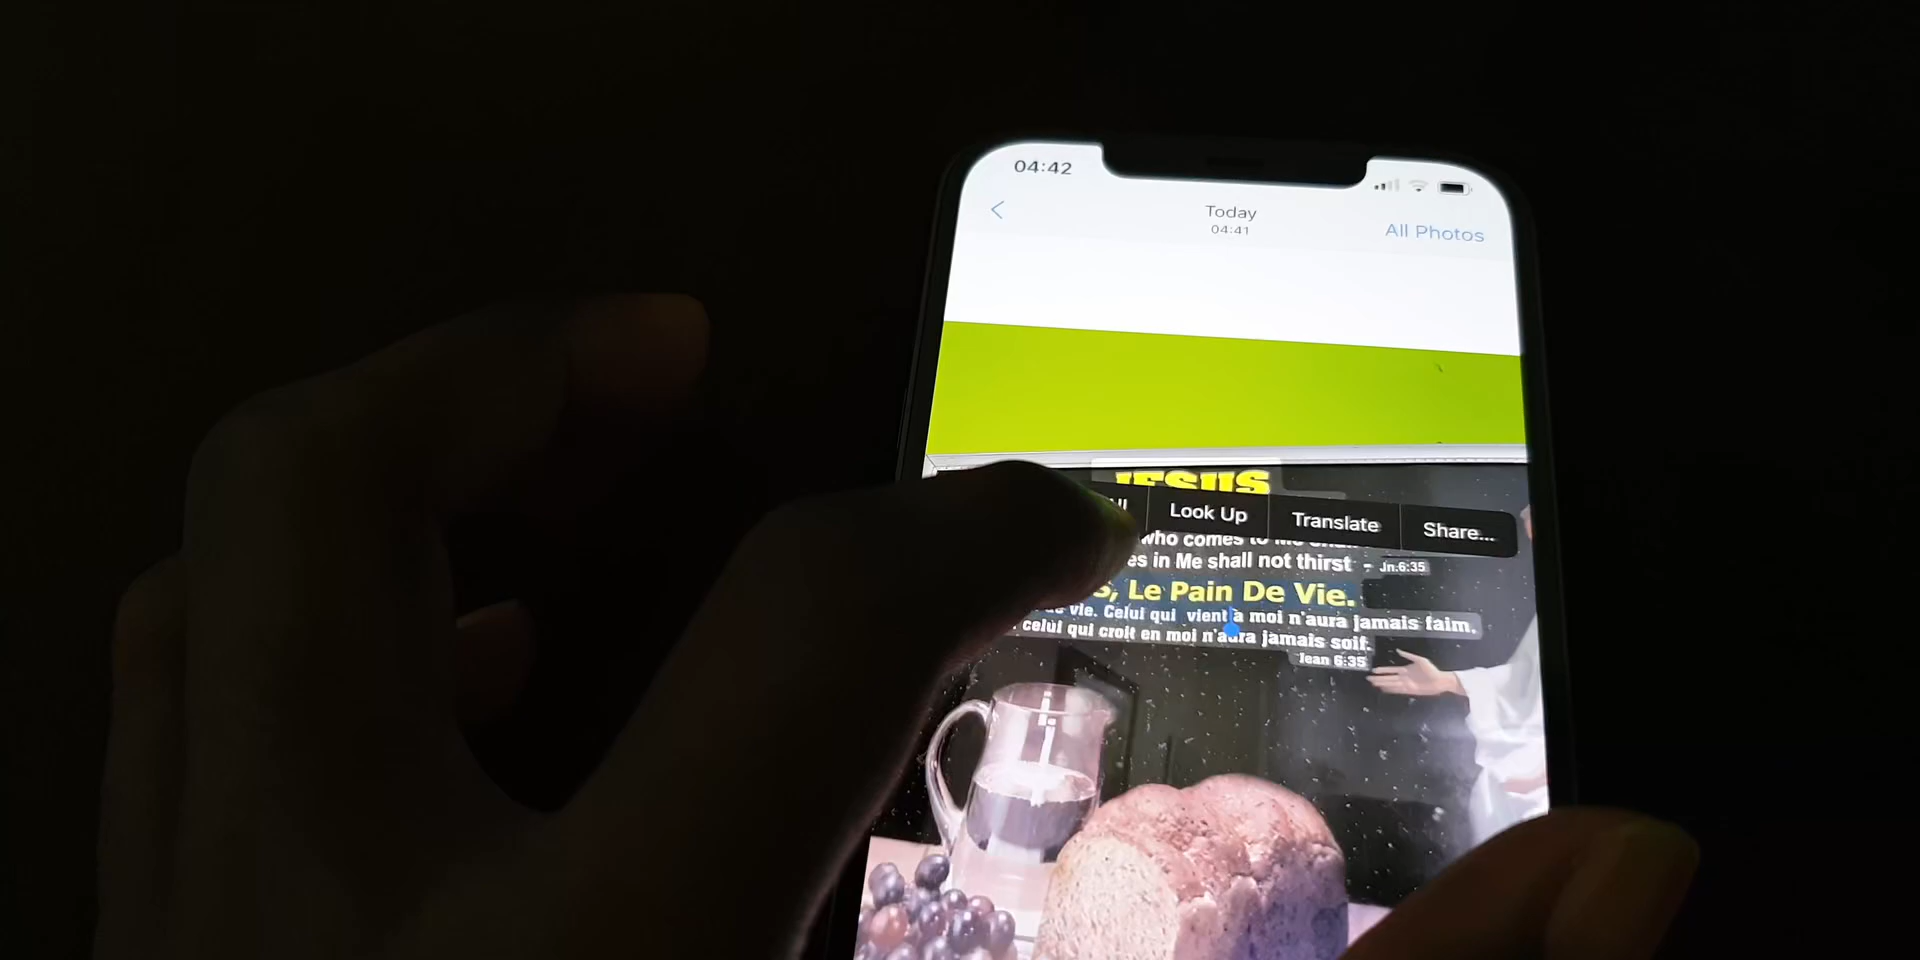 04:42
Today
04:41
All Photos
JESUS
Look Up
Translate
Share...
who comes to Me
in Me shall not thirst - Jn.6:35
Le Pain De Vie.
vie. Celui qui vient a moi n'aura jamais faim.
celui qui croit en moi n'aura jamais soif.
Jean 6:35